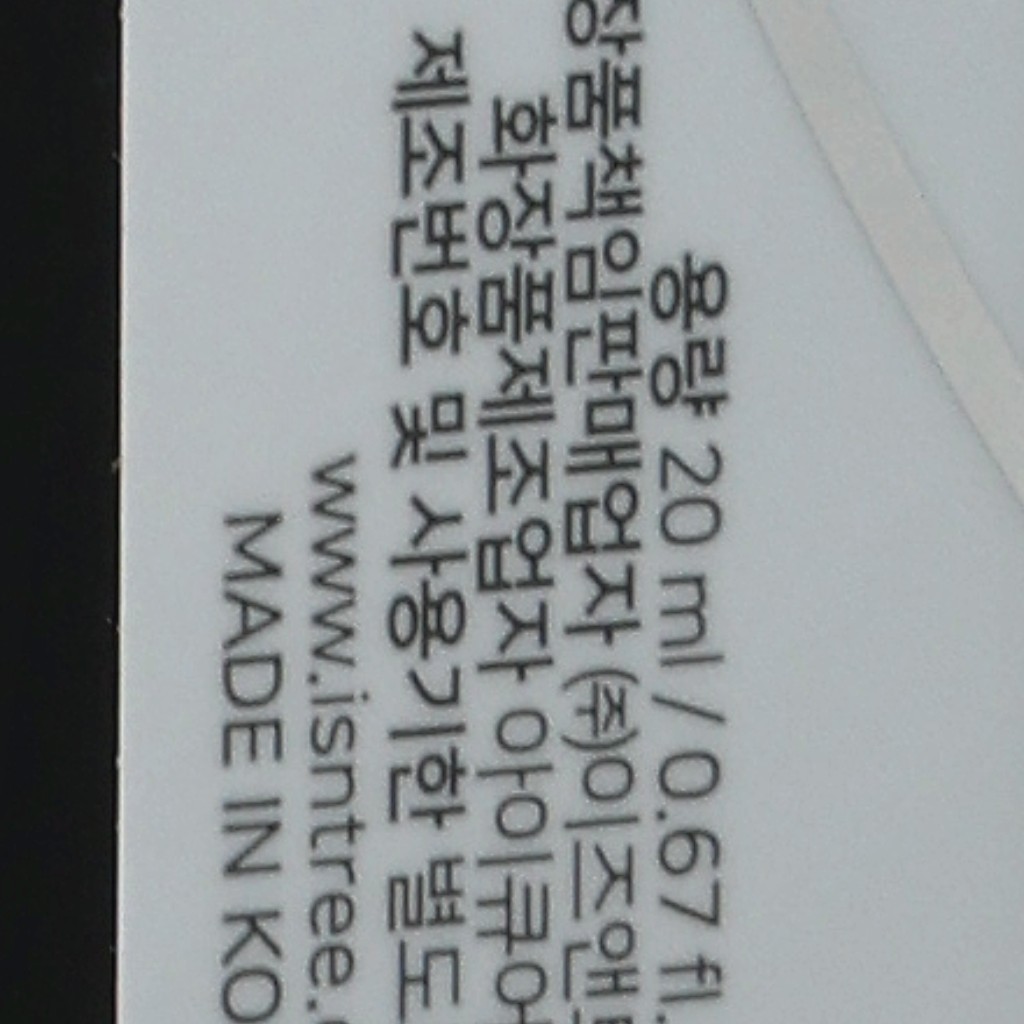 용량 20 ml / 0.67 fl.
장품책임판매업자 ㈜이즈앤
화장품제조업자 아이큐어
제조번호 및 사용기한 별도
www.isntree.
MADE IN KO